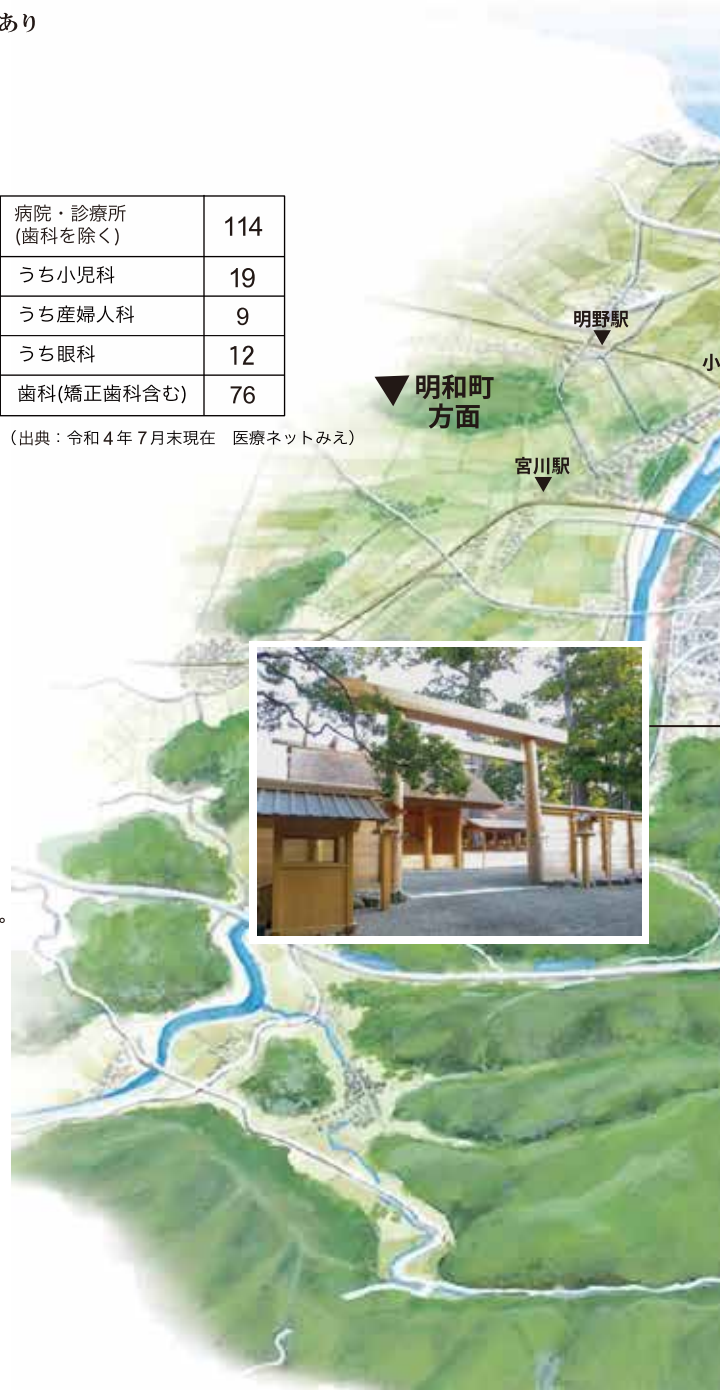 あり
病院・診療所
(歯科を除く)
114
うち小児科
19
うち産婦人科
9
うち眼科
12
歯科(矯正歯科含む)
76
（出典：令和４年７月末現在　医療ネットみえ）
明野駅
▼
小
▼明和町
方面
宮川駅
▼
。